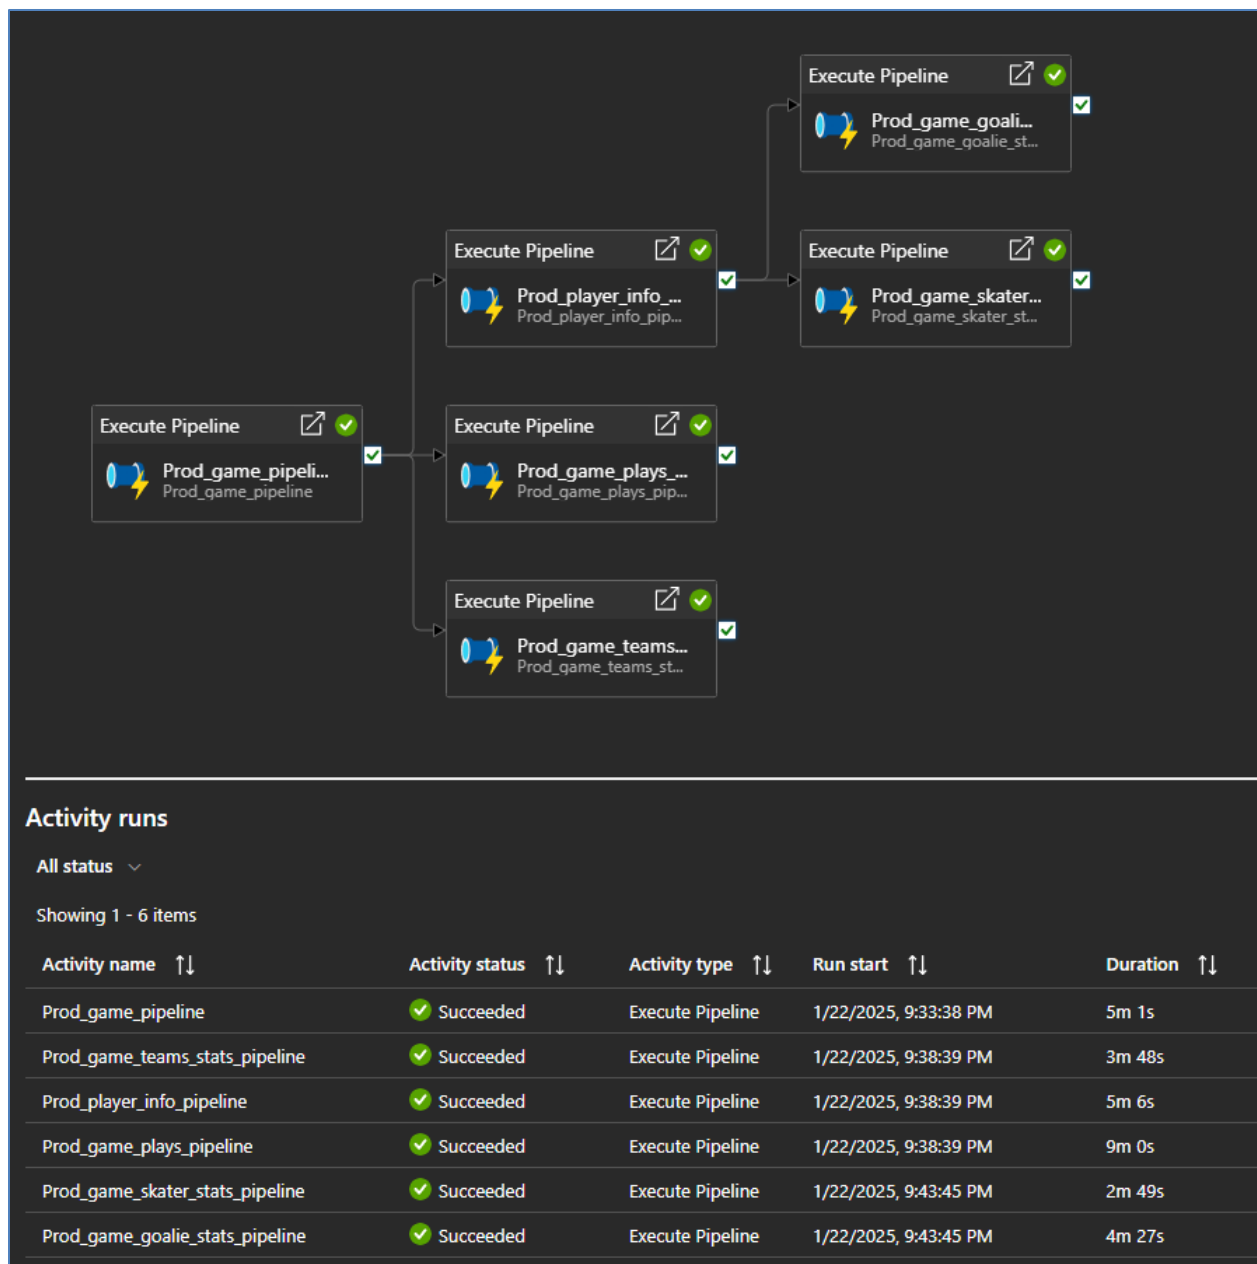 Execute Pipeline
Prod_game_goali...
Prod_game_goalie_st...
Execute Pipeline
Prod_player_info_...
Prod_player_info_pip...
Execute Pipeline
Prod_game_skater...
Prod_game_skater_st...
Execute Pipeline
Prod_game_pipeli...
Prod_game_pipeline
Execute Pipeline
Prod_game_plays_...
Prod_game_plays_pip...
Execute Pipeline
Prod_game_teams...
Prod_game_teams_st...
Activity runs
All status
Showing 1 - 6 items
Activity name Activity status Activity type Run start Duration
Prod_game_pipeline Succeeded Execute Pipeline 1/22/2025, 9:33:38 PM 5m 1s
Prod_game_teams_stats_pipeline Succeeded Execute Pipeline 1/22/2025, 9:38:39 PM 3m 48s
Prod_player_info_pipeline Succeeded Execute Pipeline 1/22/2025, 9:38:39 PM 5m 6s
Prod_game_plays_pipeline Succeeded Execute Pipeline 1/22/2025, 9:38:39 PM 9m 0s
Prod_game_skater_stats_pipeline Succeeded Execute Pipeline 1/22/2025, 9:43:45 PM 2m 49s
Prod_game_goalie_stats_pipeline Succeeded Execute Pipeline 1/22/2025, 9:43:45 PM 4m 27s